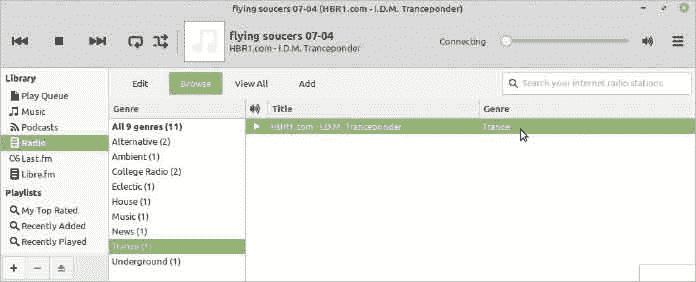 flying soucers 07-04 (HBR1.com - I.D.M. Tranceponder)
flying soucers 07-04
HBR1.com - I.D.M. Tranceponder
Connecting
Library
Play Queue
Music
Podcasts
Radio
Last.fm
Libre.fm
Playlists
My Top Rated
Recently Added
Recently Played
Edit
Browse
View All
Add
Search your internet radio stations
Genre
All 9 genres (11)
Alternative (2)
Ambient (1)
College Radio (2)
Eclectic (1)
House (1)
Music (1)
News (1)
Trance (1)
Underground (1)
Title
Genre
HBR1.com - I.D.M. Tranceponder
Trance